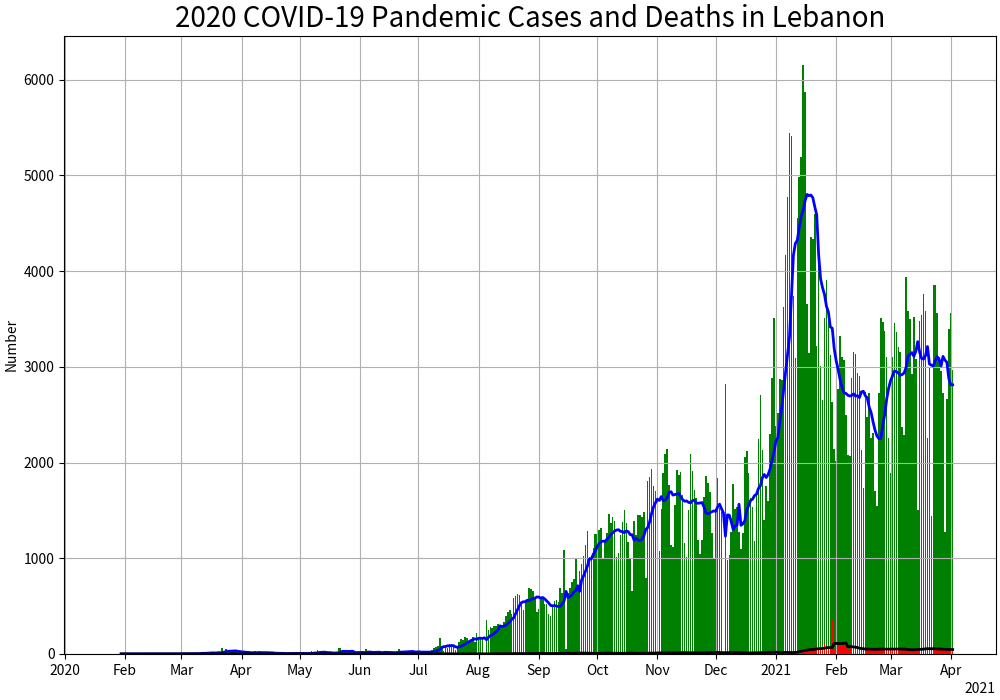 2020 COVID-19 Pandemic Cases and Deaths in Lebanon
Number
6000
5000
4000
3000
2000
1000
0
2020 Feb Mar Apr May Jun Jul Aug Sep Oct Nov Dec 2021 Feb Mar Apr
2021